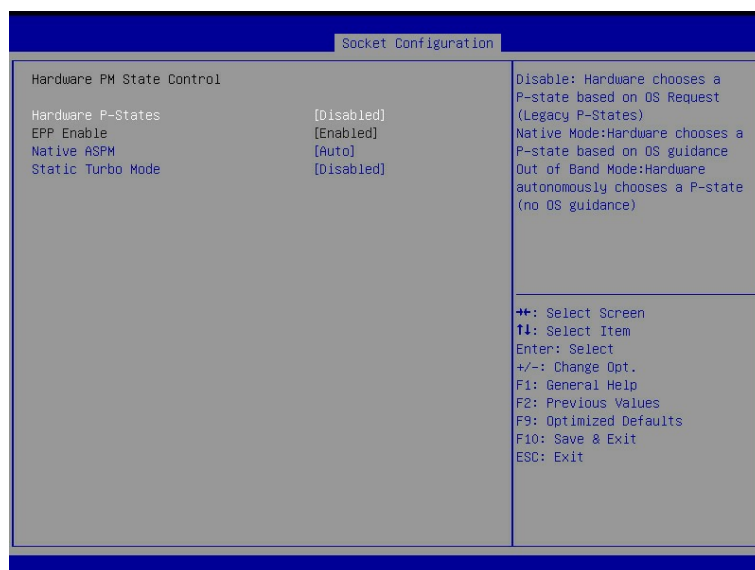 Socket Configuration
Hardware PM State Control
Hardware P-States [Disabled]
EPP Enable [Enabled]
Native ASPM [Auto]
Static Turbo Mode [Disabled]
Disable: Hardware chooses a
P-state based on OS Request
(Legacy P-States)
Native Mode:Hardware chooses a
P-state based on OS guidance
Out of Band Mode:Hardware
autonomously chooses a P-state
(no OS guidance)
→←: Select Screen
↑↓: Select Item
Enter: Select
+/-: Change Opt.
F1: General Help
F2: Previous Values
F9: Optimized Defaults
F10: Save & Exit
ESC: Exit